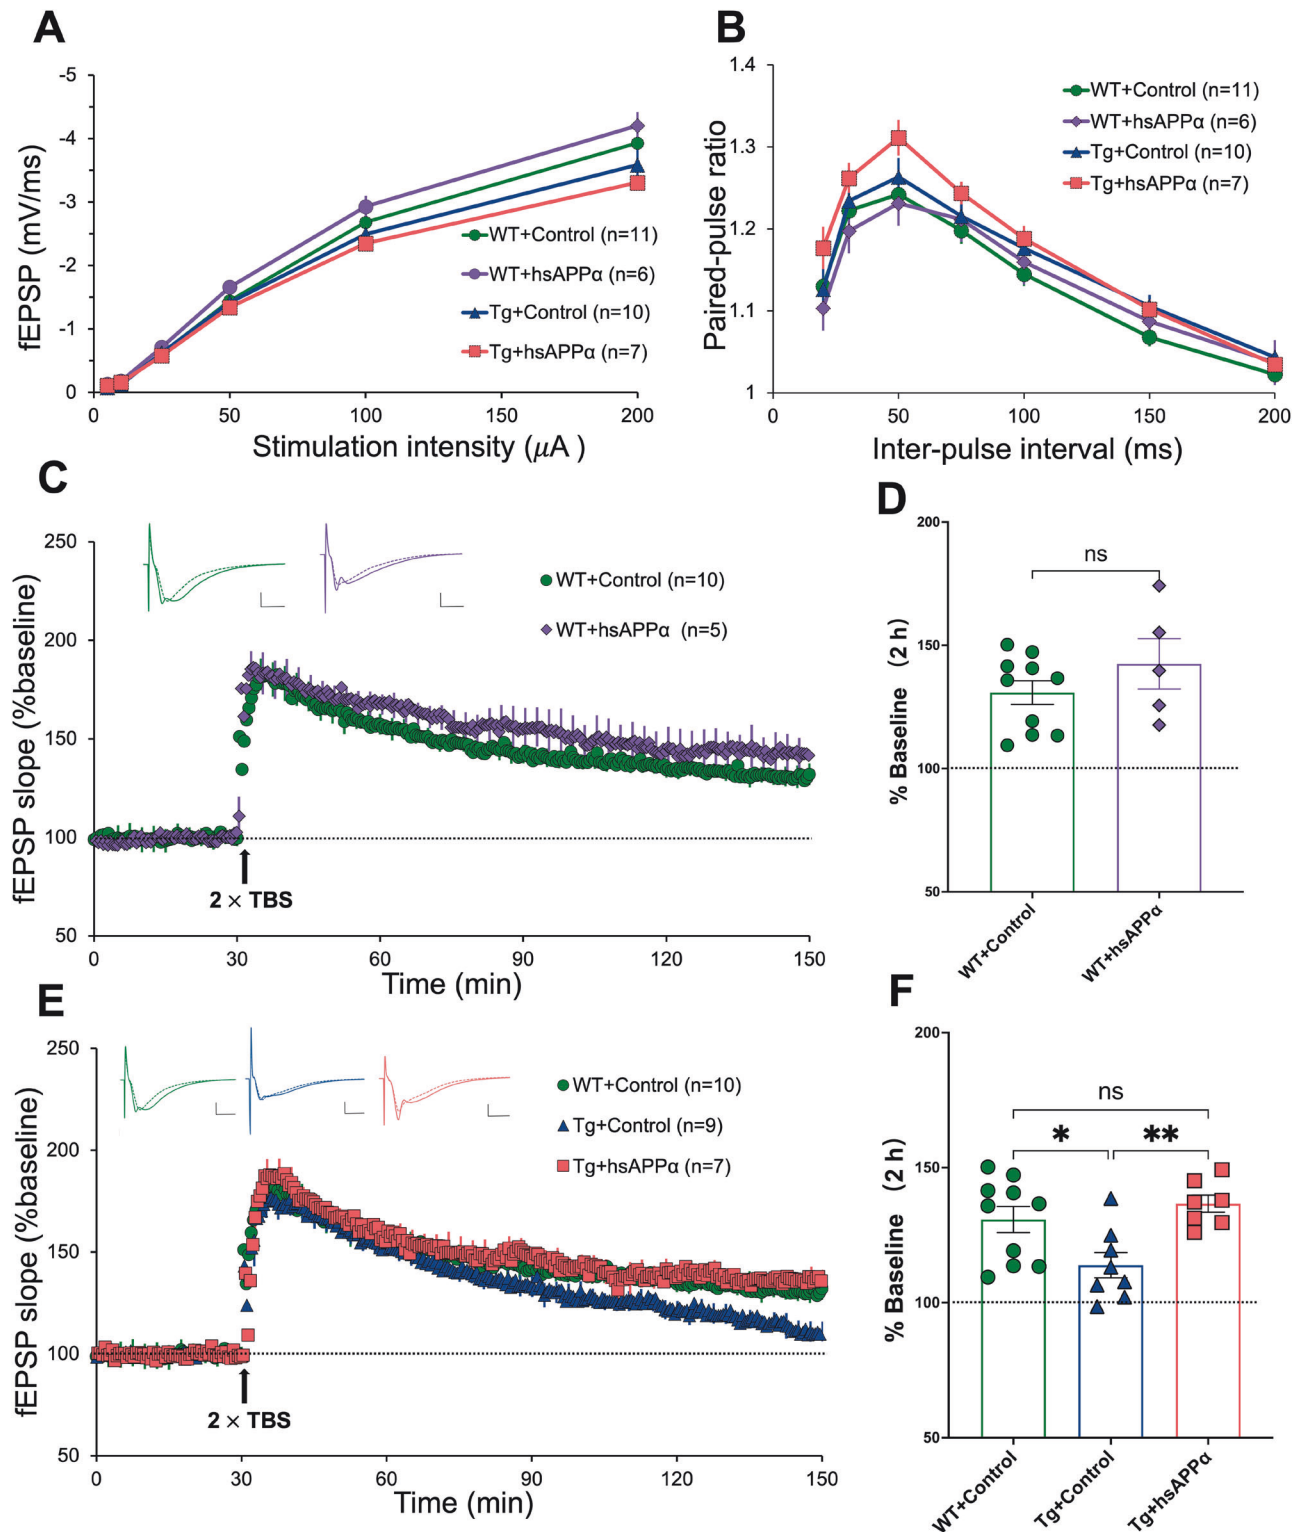 A
fEPSP (mV/ms)
-5
-4
-3
-2
-1
0
0
50
100
150
200
Stimulation intensity (μA )
WT+Control (n=11)
WT+hsAPPα (n=6)
Tg+Control (n=10)
Tg+hsAPPα (n=7)
B
Paired-pulse ratio
1.4
1.3
1.2
1.1
1
0
50
100
150
200
Inter-pulse interval (ms)
WT+Control (n=11)
WT+hsAPPα (n=6)
Tg+Control (n=10)
Tg+hsAPPα (n=7)
C
fEPSP slope (%baseline)
250
200
150
100
50
0
30
60
90
120
150
Time (min)
WT+Control (n=10)
WT+hsAPPα (n=5)
2 × TBS
D
% Baseline (2 h)
200
150
100
50
ns
WT+Control
WT+hsAPPα
E
fEPSP slope (%baseline)
250
200
150
100
50
0
30
60
90
120
150
Time (min)
WT+Control (n=10)
Tg+Control (n=9)
Tg+hsAPPα (n=7)
2 × TBS
F
% Baseline (2 h)
200
150
100
50
ns
*
**
WT+Control
Tg+Control
Tg+hsAPPα